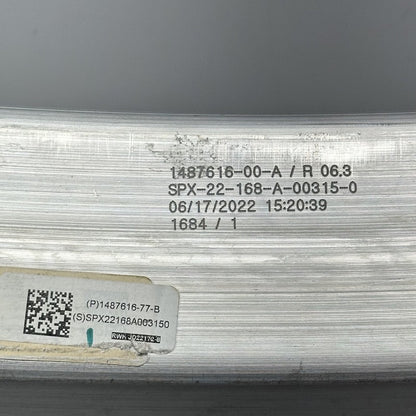 1487616-00-A / R 06.3
SPX-22-168-A-00315-0
06/17/2022 15:20:39
1684 / 1
(P)1487616-77-B
(S)SPX22168A003150